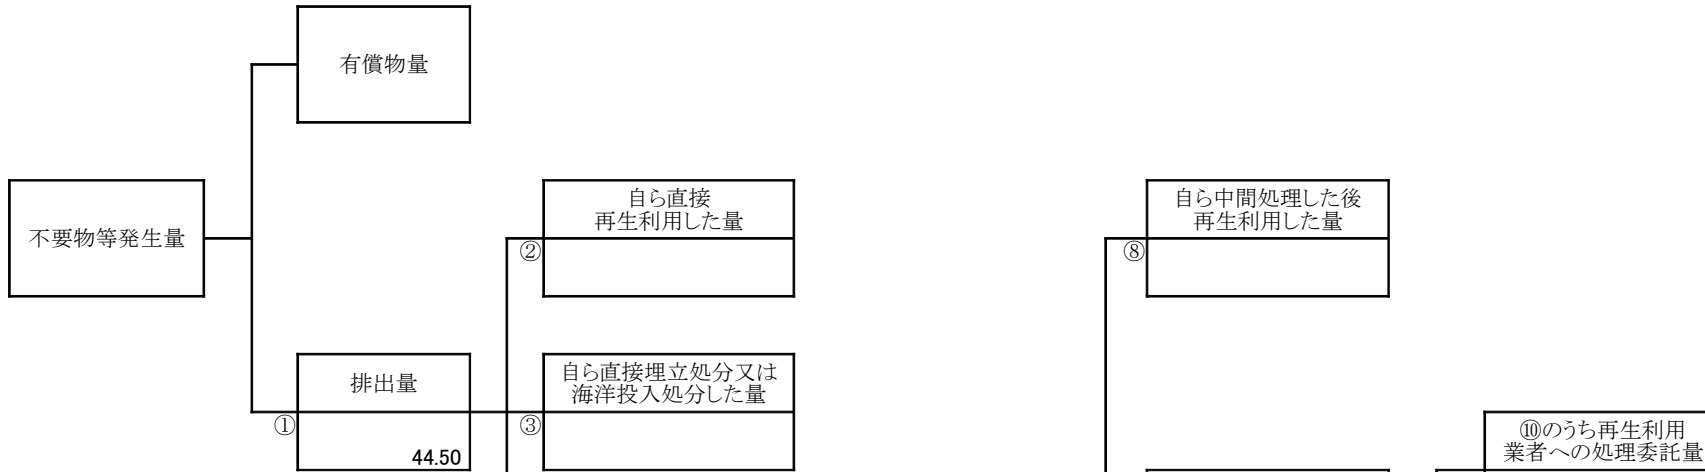 有償物量
不要物等発生量
自ら直接
再生利用した量
②
自ら中間処理した後
再生利用した量
⑧
排出量
①
44.50
自ら直接埋立処分又は
海洋投入処分した量
③
⑩のうち再生利用
業者への処理委託量